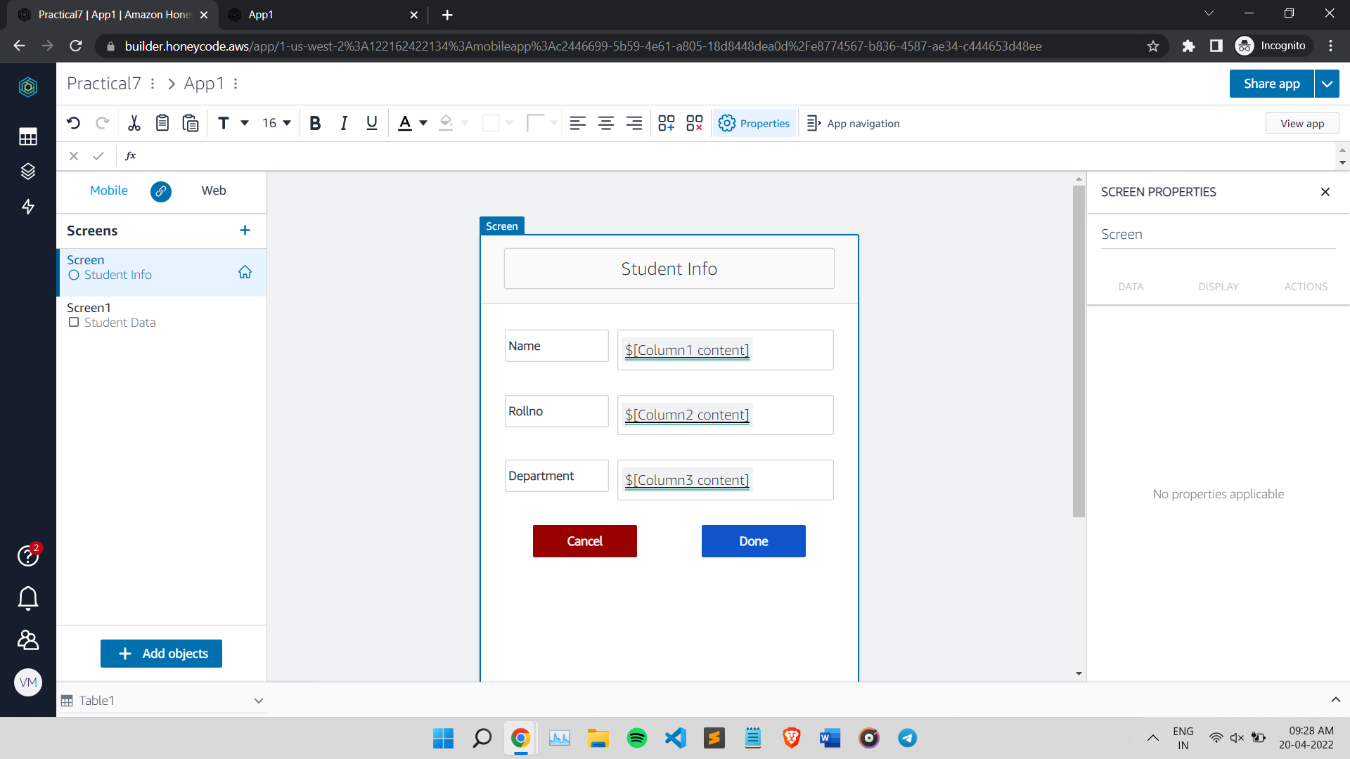 Practical7 | App1 | Amazon Hone
App1
builder.honeycode.aws/app/1-us-west-2%3A122162422134%3Amobileapp%3Ac2446699-5b59-4e61-a805-18d8448dea0d%2Fe8774567-b836-4587-ae34-c444653d48ee
Incognito
Practical7 > App1
Share app
T 16 B I U A
Properties
App navigation
View app
fx
Mobile Web
Screens
Screen
Student Info
Screen1
Student Data
Add objects
Table1
Screen
Student Info
Name $[Column1 content]
Rollno $[Column2 content]
Department $[Column3 content]
Cancel Done
SCREEN PROPERTIES
Screen
DATA DISPLAY ACTIONS
No properties applicable
2
VM
ENG
IN
09:28 AM
20-04-2022